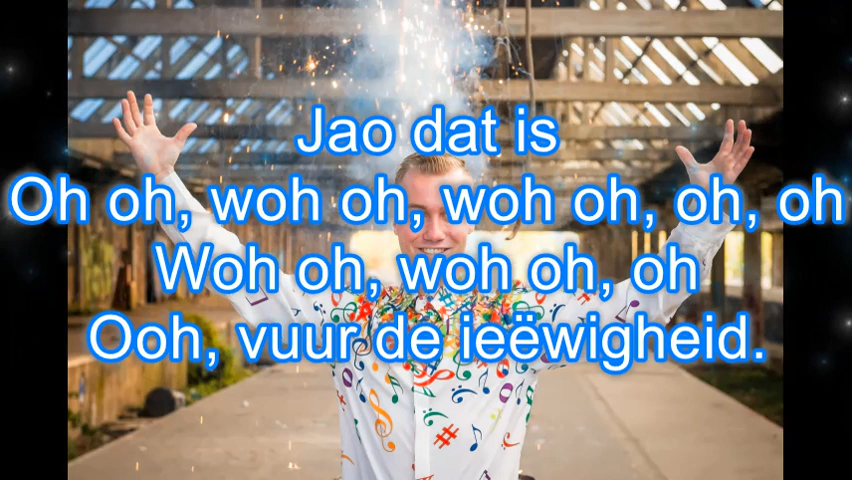 Jao dat is
Oh oh, woh oh, woh oh, oh, oh
Woh oh, woh oh, oh
Ooh, vuur de ieëwigheid.